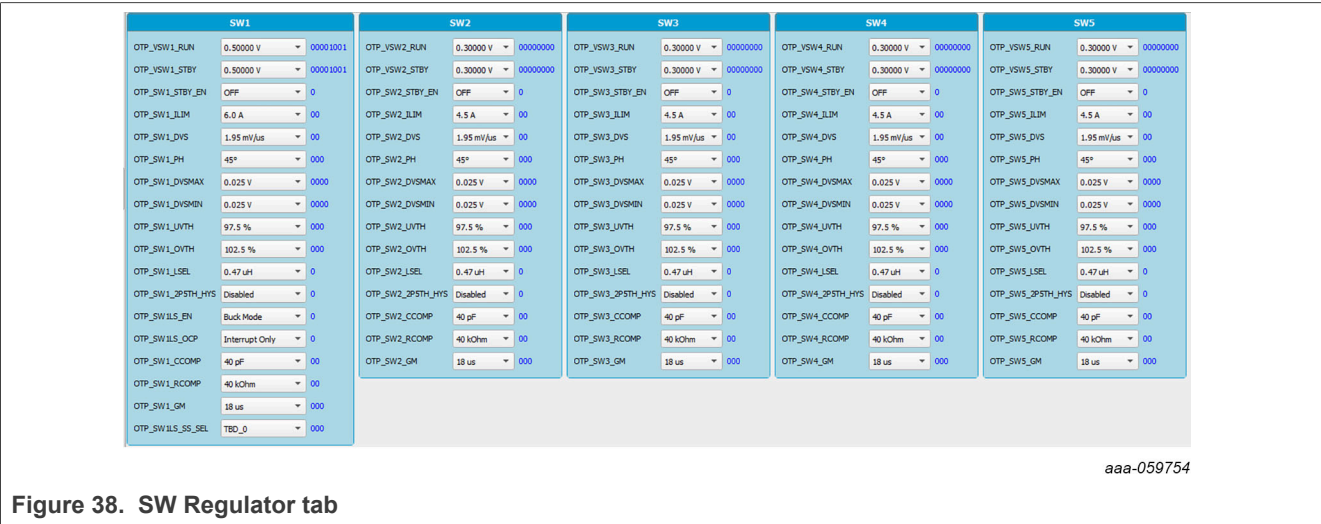 SW1 SW2 SW3 SW4 SW5
OTP_VSW1_RUN 0.50000 V 00001001 OTP_VSW2_RUN 0.30000 V 00000000 OTP_VSW3_RUN 0.30000 V 00000000 OTP_VSW4_RUN 0.30000 V 00000000 OTP_VSW5_RUN 0.30000 V 00000000
OTP_VSW1_STBY 0.50000 V 00001001 OTP_VSW2_STBY 0.30000 V 00000000 OTP_VSW3_STBY 0.30000 V 00000000 OTP_VSW4_STBY 0.30000 V 00000000 OTP_VSW5_STBY 0.30000 V 00000000
OTP_SW1_STBY_EN OFF 0 OTP_SW2_STBY_EN OFF 0 OTP_SW3_STBY_EN OFF 0 OTP_SW4_STBY_EN OFF 0 OTP_SW5_STBY_EN OFF 0
OTP_SW1_ILIM 6.0 A 00 OTP_SW2_ILIM 4.5 A 00 OTP_SW3_ILIM 4.5 A 00 OTP_SW4_ILIM 4.5 A 00 OTP_SW5_ILIM 4.5 A 00
OTP_SW1_DVS 1.95 mV/us 00 OTP_SW2_DVS 1.95 mV/us 00 OTP_SW3_DVS 1.95 mV/us 00 OTP_SW4_DVS 1.95 mV/us 00 OTP_SW5_DVS 1.95 mV/us 00
OTP_SW1_PH 45° 000 OTP_SW2_PH 45° 000 OTP_SW3_PH 45° 000 OTP_SW4_PH 45° 000 OTP_SW5_PH 45° 000
OTP_SW1_DVSMAX 0.025 V 0000 OTP_SW2_DVSMAX 0.025 V 0000 OTP_SW3_DVSMAX 0.025 V 0000 OTP_SW4_DVSMAX 0.025 V 0000 OTP_SW5_DVSMAX 0.025 V 0000
OTP_SW1_DVSMIN 0.025 V 0000 OTP_SW2_DVSMIN 0.025 V 0000 OTP_SW3_DVSMIN 0.025 V 0000 OTP_SW4_DVSMIN 0.025 V 0000 OTP_SW5_DVSMIN 0.025 V 0000
OTP_SW1_UVTH 97.5 % 000 OTP_SW2_UVTH 97.5 % 000 OTP_SW3_UVTH 97.5 % 000 OTP_SW4_UVTH 97.5 % 000 OTP_SW5_UVTH 97.5 % 000
OTP_SW1_OVTH 102.5 % 000 OTP_SW2_OVTH 102.5 % 000 OTP_SW3_OVTH 102.5 % 000 OTP_SW4_OVTH 102.5 % 000 OTP_SW5_OVTH 102.5 % 000
OTP_SW1_LSEL 0.47 uH 0 OTP_SW2_LSEL 0.47 uH 0 OTP_SW3_LSEL 0.47 uH 0 OTP_SW4_LSEL 0.47 uH 0 OTP_SW5_LSEL 0.47 uH 0
OTP_SW1_2P5TH_HYS Disabled 0 OTP_SW2_2P5TH_HYS Disabled 0 OTP_SW3_2P5TH_HYS Disabled 0 OTP_SW4_2P5TH_HYS Disabled 0 OTP_SW5_2P5TH_HYS Disabled 0
OTP_SW1LS_EN Buck Mode 0 OTP_SW2_CCOMP 40 pF 00 OTP_SW3_CCOMP 40 pF 00 OTP_SW4_CCOMP 40 pF 00 OTP_SW5_CCOMP 40 pF 00
OTP_SW1LS_OCP Interrupt Only 0 OTP_SW2_RCOMP 40 kOhm 00 OTP_SW3_RCOMP 40 kOhm 00 OTP_SW4_RCOMP 40 kOhm 00 OTP_SW5_RCOMP 40 kOhm 00
OTP_SW1_CCOMP 40 pF 00 OTP_SW2_GM 18 us 000 OTP_SW3_GM 18 us 000 OTP_SW4_GM 18 us 000 OTP_SW5_GM 18 us 000
OTP_SW1_RCOMP 40 kOhm 00
OTP_SW1_GM 18 us 000
OTP_SW1LS_SS_SEL TBD_0 000
aaa-059754
Figure 38. SW Regulator tab